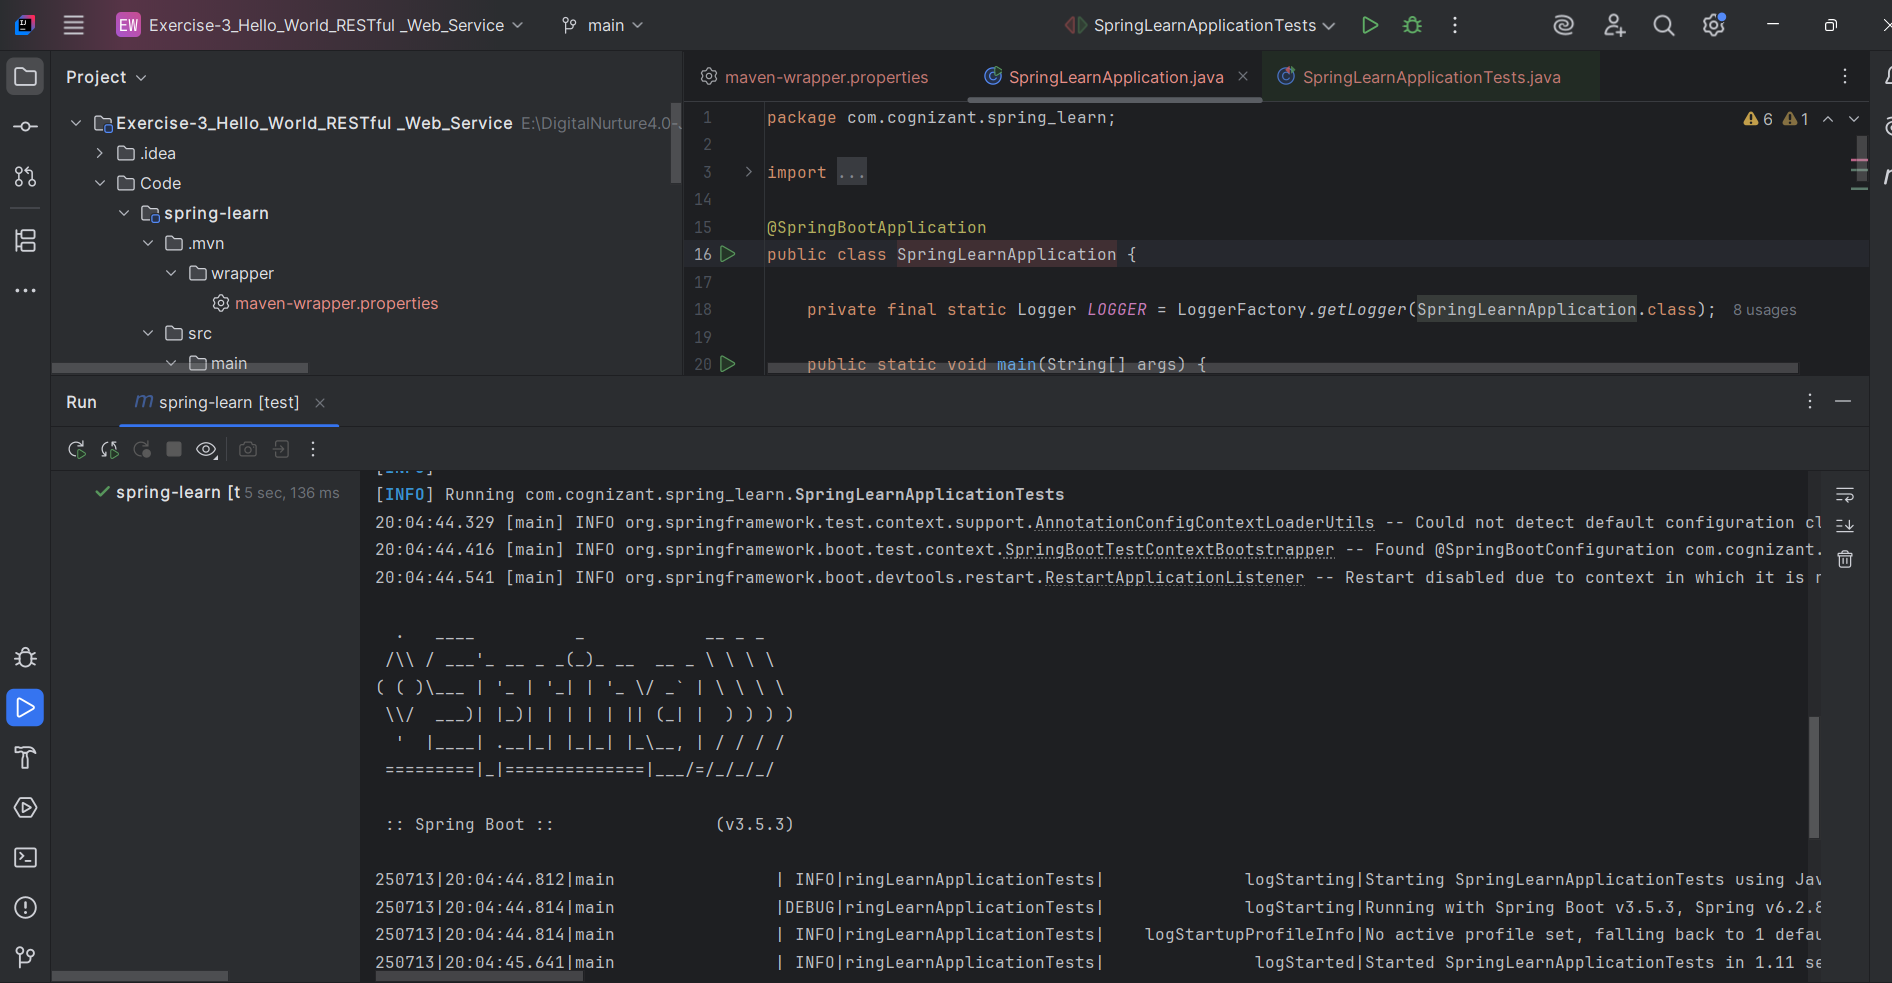 EW Exercise-3_Hello_World_RESTful _Web_Service main SpringLearnApplicationTests
Project
Exercise-3_Hello_World_RESTful _Web_Service E:\DigitalNurture4.0-
.idea
Code
spring-learn
.mvn
wrapper
maven-wrapper.properties
src
main
maven-wrapper.properties SpringLearnApplication.java SpringLearnApplicationTests.java
6 1
1 package com.cognizant.spring_learn;
2
3 import ...
14
15 @SpringBootApplication
16 public class SpringLearnApplication {
17
18 private final static Logger LOGGER = LoggerFactory.getLogger(SpringLearnApplication.class); 8 usages
19
20 public static void main(String[] args) {
Run spring-learn [test]
spring-learn [t 5 sec, 136 ms
[INFO]
[INFO] Running com.cognizant.spring_learn.SpringLearnApplicationTests
20:04:44.329 [main] INFO org.springframework.test.context.support.AnnotationConfigContextLoaderUtils -- Could not detect default configuration cl
20:04:44.416 [main] INFO org.springframework.boot.test.context.SpringBootTestContextBootstrapper -- Found @SpringBootConfiguration com.cognizant.
20:04:44.541 [main] INFO org.springframework.boot.devtools.restart.RestartApplicationListener -- Restart disabled due to context in which it is r
  .   ____          _            __ _ _
 /\\ / ___'_ __ _ _(_)_ __  __ _ \ \ \ \
( ( )\___ | '_ | '_| | '_ \/ _` | \ \ \ \
 \\/  ___)| |_)| | | | | || (_| |  ) ) ) )
  '  |____| .__|_| |_|_| |_\__, | / / / /
 =========|_|==============|___/=/_/_/_/
:: Spring Boot :: (v3.5.3)
250713|20:04:44.812|main | INFO|ringLearnApplicationTests| logStarting|Starting SpringLearnApplicationTests using Jav
250713|20:04:44.814|main |DEBUG|ringLearnApplicationTests| logStarting|Running with Spring Boot v3.5.3, Spring v6.2.8
250713|20:04:44.814|main | INFO|ringLearnApplicationTests| logStartupProfileInfo|No active profile set, falling back to 1 defau
250713|20:04:45.641|main | INFO|ringLearnApplicationTests| logStarted|Started SpringLearnApplicationTests in 1.11 se